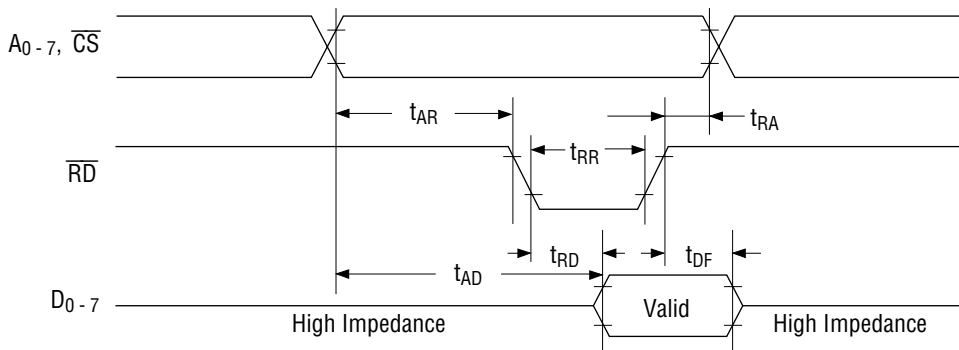 A0 - 7, CS
tAR
tRA
RD
tRR
tRD
tDF
tAD
D0 - 7
Valid
High Impedance
High Impedance